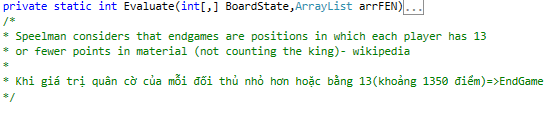 private static int Evaluate(int[,] BoardState,ArrayList arrFEN)...
/*
* Speelman considers that endgames are positions in which each player has 13
* or fewer points in material (not counting the king)- wikipedia
*
* Khi giá trị quân cờ của mỗi đối thủ nhỏ hơn hoặc bằng 13(khoảng 1350 điểm)=>EndGame
*/